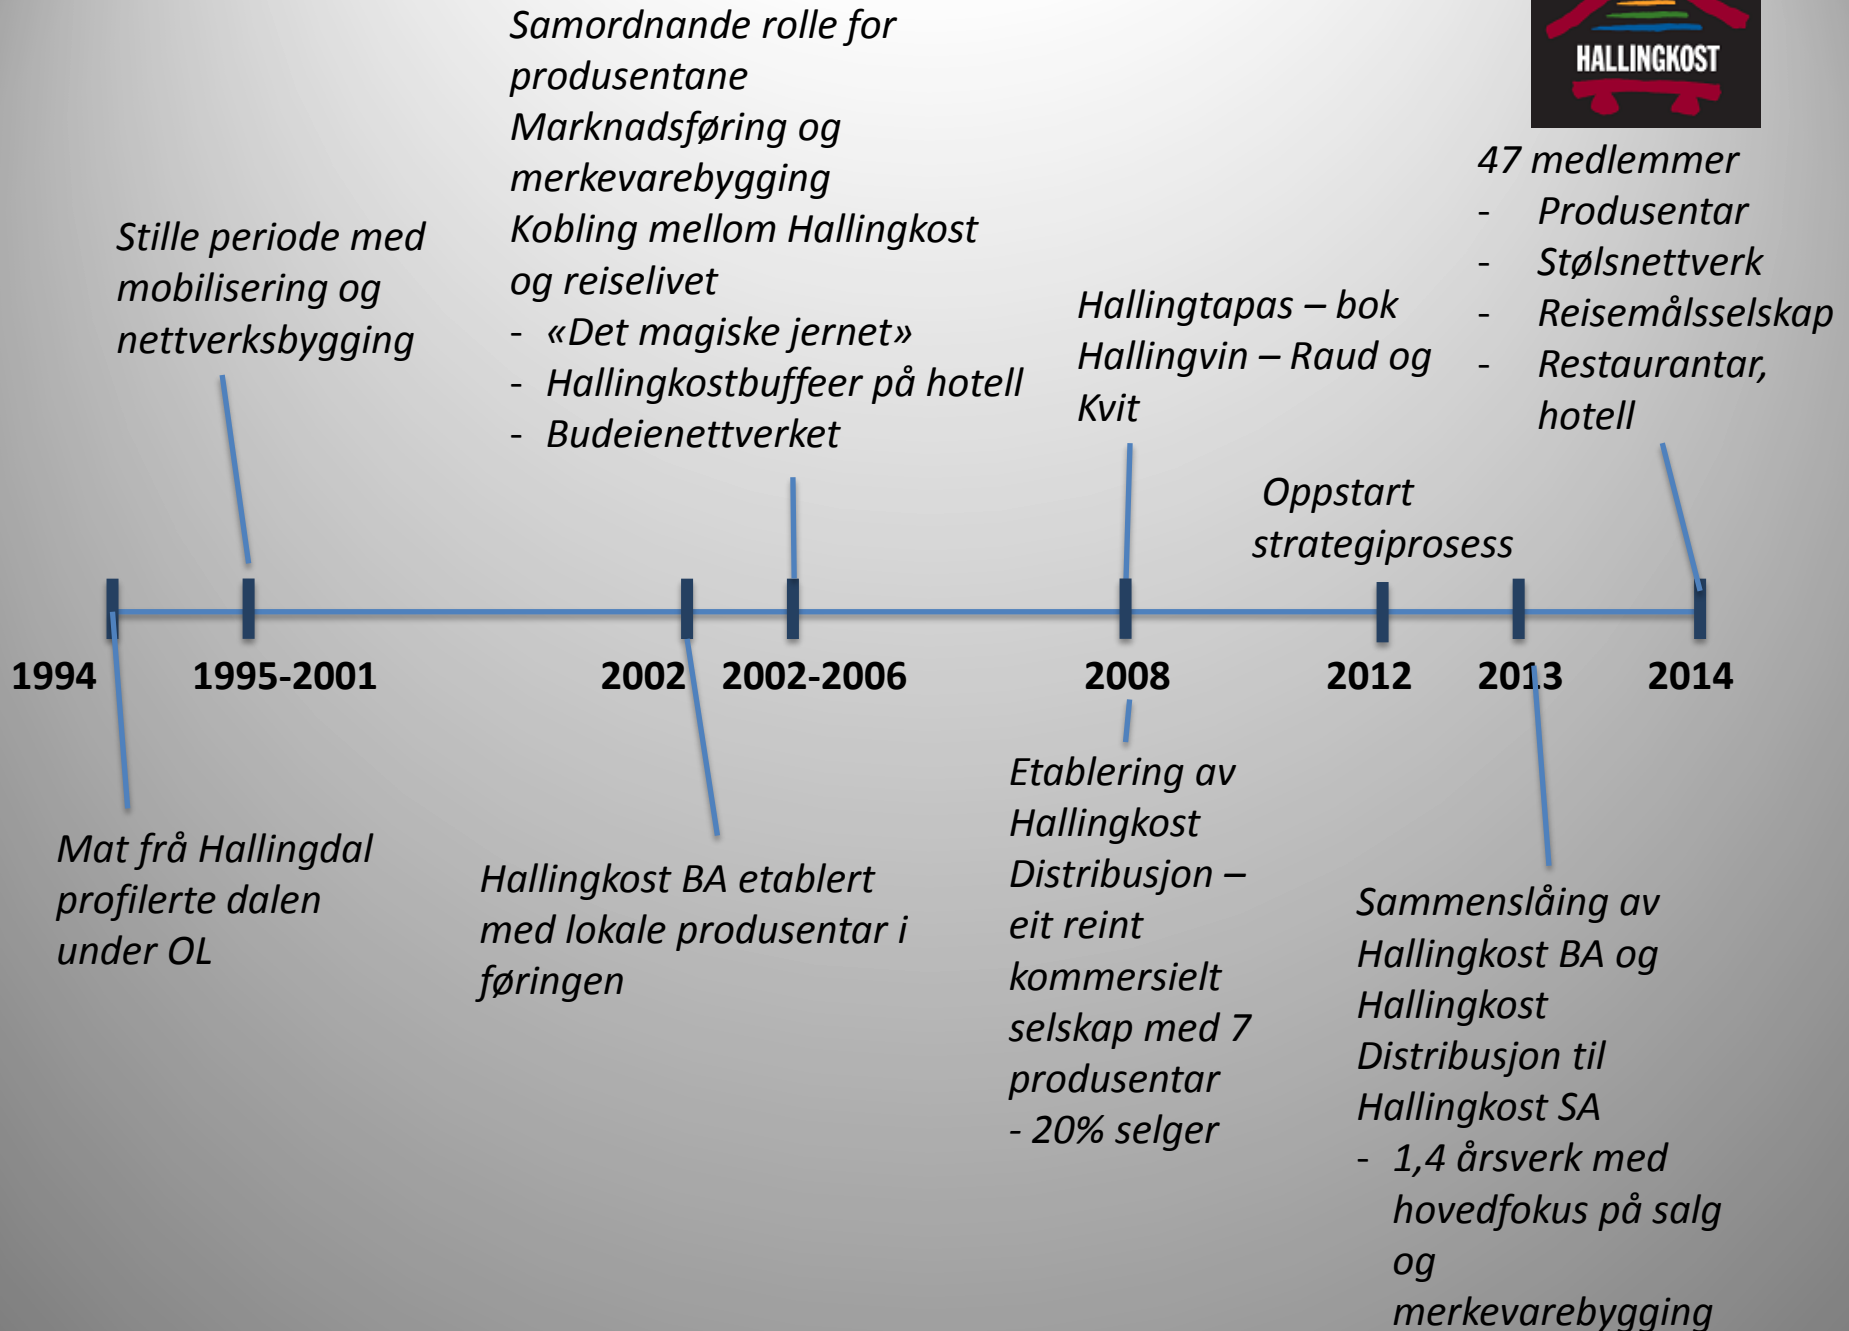 Samordnande rolle for
produsentane
Marknadsføring og
merkevarebygging
Kobling mellom Hallingkost
og reiselivet
- «Det magiske jernet»
- Hallingkostbuffeer på hotell
- Budeienettverket
HALLINGKOST
47 medlemmer
- Produsentar
- Stølsnettverk
- Reisemålsselskap
- Restaurantar,
hotell
Stille periode med
mobilisering og
nettverksbygging
Hallingtapas – bok
Hallingvin – Raud og
Kvit
Oppstart
strategiprosess
1994
1995-2001
2002
2002-2006
2008
2012
2013
2014
Mat frå Hallingdal
profilerte dalen
under OL
Hallingkost BA etablert
med lokale produsentar i
føringen
Etablering av
Hallingkost
Distribusjon –
eit reint
kommersielt
selskap med 7
produsentar
- 20% selger
Sammenslåing av
Hallingkost BA og
Hallingkost
Distribusjon til
Hallingkost SA
- 1,4 årsverk med
hovedfokus på salg
og
merkevarebygging